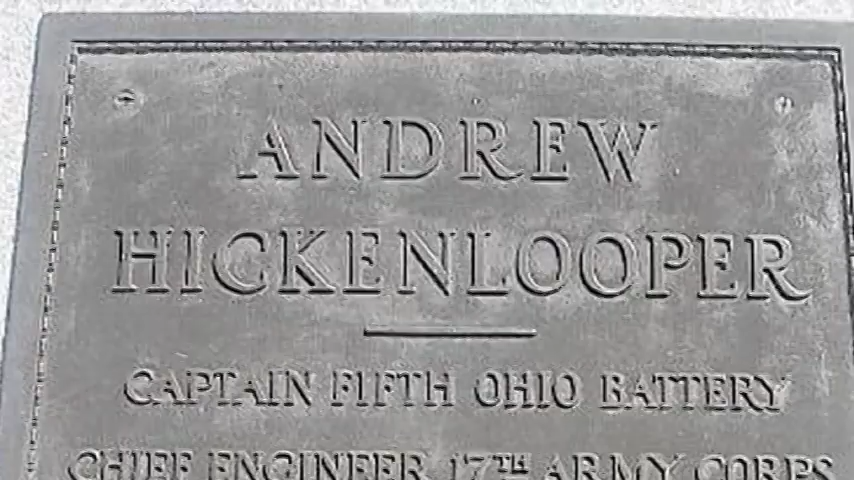 ANDREW
HICKENLOOPER
CAPTAIN FIFTH OHIO BATTERY
CHIEF ENGINEER 17TH ARMY CORPS